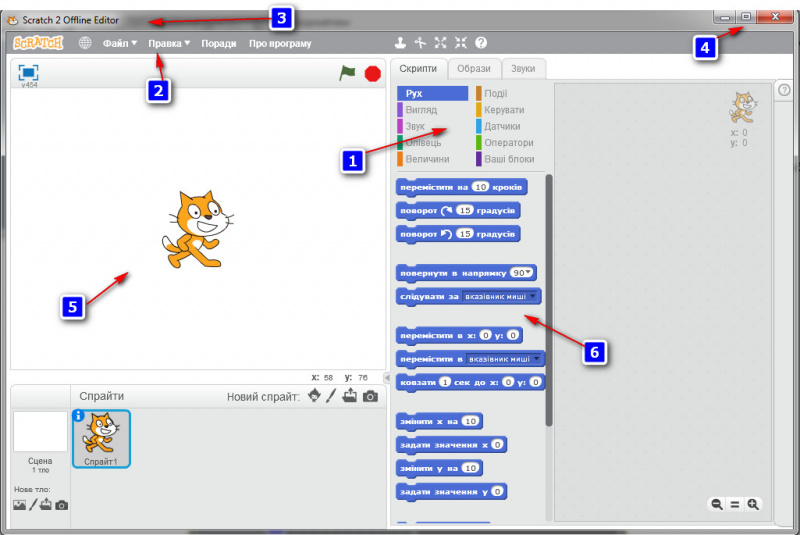 Scratch 2 Offline Editor
3
4
SCRATCH
Файл
Правка
Поради
Про програму
2
v454
Скрипти
Образи
Звуки
Рух
Події
Вигляд
Керувати
Звук
Датчики
Олівець
Оператори
Величини
Ваші блоки
1
x: 0
y: 0
перемістити на 10 кроків
поворот 15 градусів
поворот 15 градусів
повернути в напрямку 90
слідувати за вказівник миші
перемістити в x: 0 y: 0
перемістити в вказівник миші
ковзати 1 сек до x: 0 y: 0
змінити x на 10
задати значення x 0
змінити y на 10
задати значення y 0
5
6
x: 58 y: 76
Спрайти
Новий спрайт:
Сцена
1 тло
Спрайт1
Нове тло: